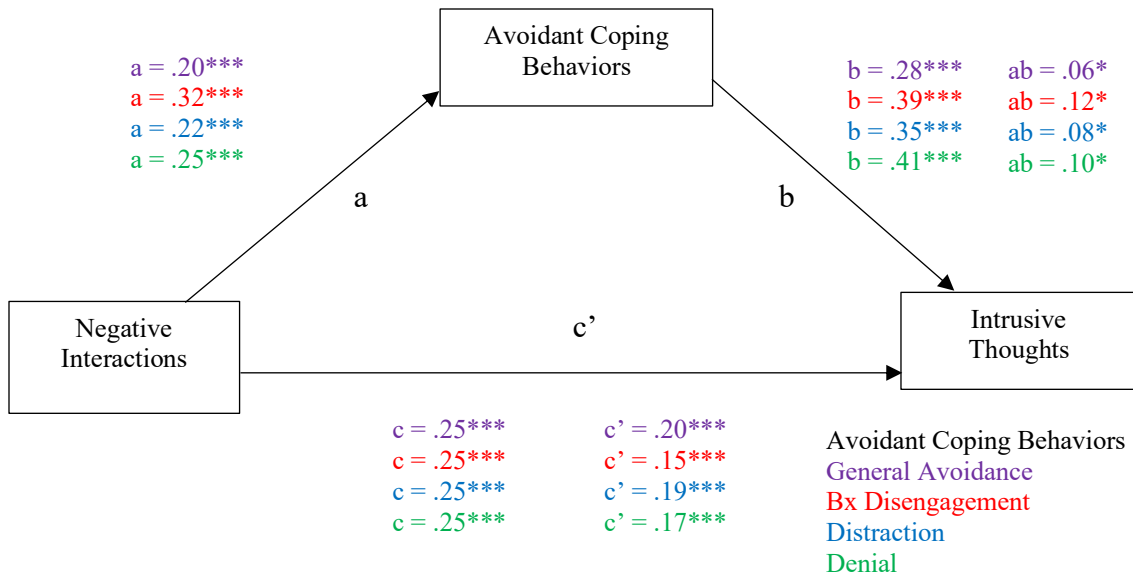 Avoidant Coping
Behaviors
a = .20***
a = .32***
a = .22***
a = .25***
b = .28***
b = .39***
b = .35***
b = .41***
ab = .06*
ab = .12*
ab = .08*
ab = .10*
a
b
Negative
Interactions
c’
Intrusive
Thoughts
c = .25***
c = .25***
c = .25***
c = .25***
c’ = .20***
c’ = .15***
c’ = .19***
c’ = .17***
Avoidant Coping Behaviors
General Avoidance
Bx Disengagement
Distraction
Denial